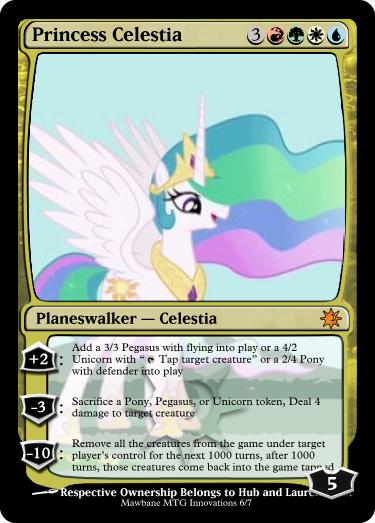 Princess Celestia 3
Planeswalker — Celestia
+2 : Add a 3/3 Pegasus with flying into play or a 4/2
Unicorn with “ Tap target creature” or a 2/4 Pony
with defender into play
-3 : Sacrifice a Pony, Pegasus, or Unicorn token, Deal 4
damage to target creature
-10 : Remove all the creatures from the game under target
player's control for the next 1000 turns, after 1000
turns, those creatures come back into the game tapped
5
Respective Ownership Belongs to Hub and
Mawbane MTG Innovations 6/7